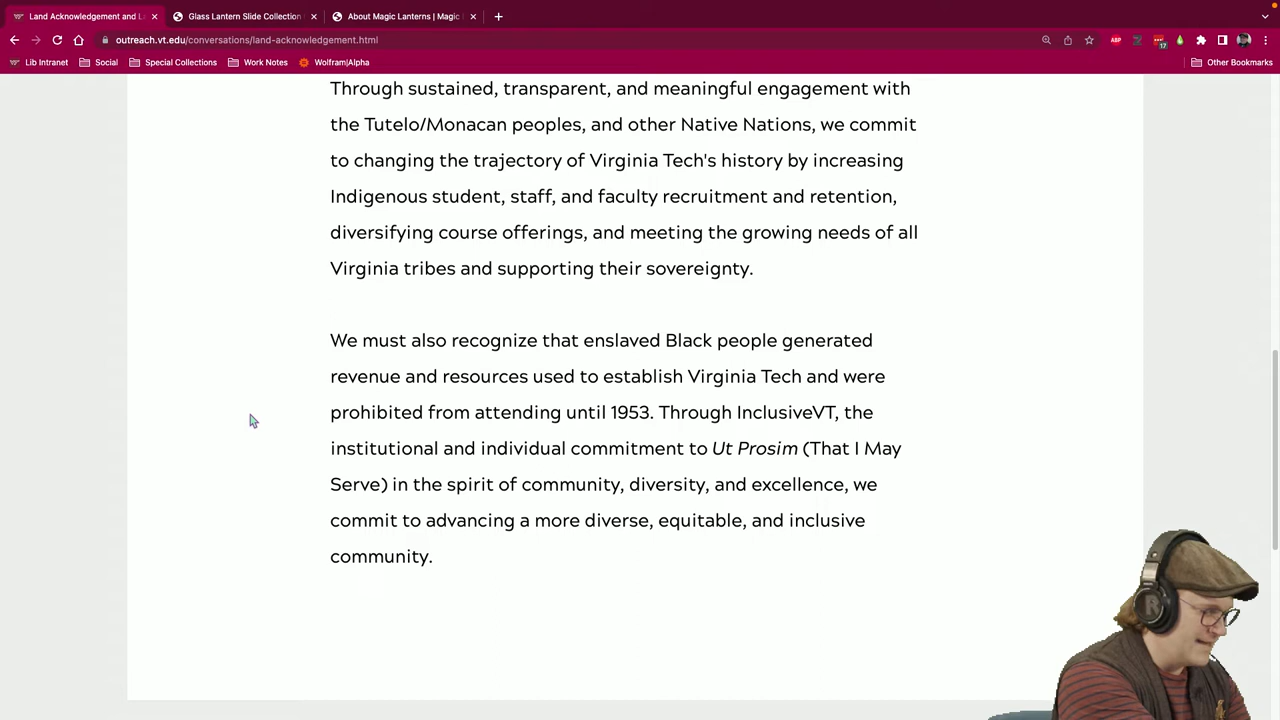 Land Acknowledgement and L
Glass Lantern Slide Collection
About Magic Lanterns | Magic
outreach.vt.edu/conversations/land-acknowledgement.html
ABP
17
Lib Intranet
Social
Special Collections
Work Notes
Wolfram|Alpha
Other Bookmarks
Through sustained, transparent, and meaningful engagement with
the Tutelo/Monacan peoples, and other Native Nations, we commit
to changing the trajectory of Virginia Tech's history by increasing
Indigenous student, staff, and faculty recruitment and retention,
diversifying course offerings, and meeting the growing needs of all
Virginia tribes and supporting their sovereignty.
We must also recognize that enslaved Black people generated
revenue and resources used to establish Virginia Tech and were
prohibited from attending until 1953. Through InclusiveVT, the
institutional and individual commitment to Ut Prosim (That I May
Serve) in the spirit of community, diversity, and excellence, we
commit to advancing a more diverse, equitable, and inclusive
community.